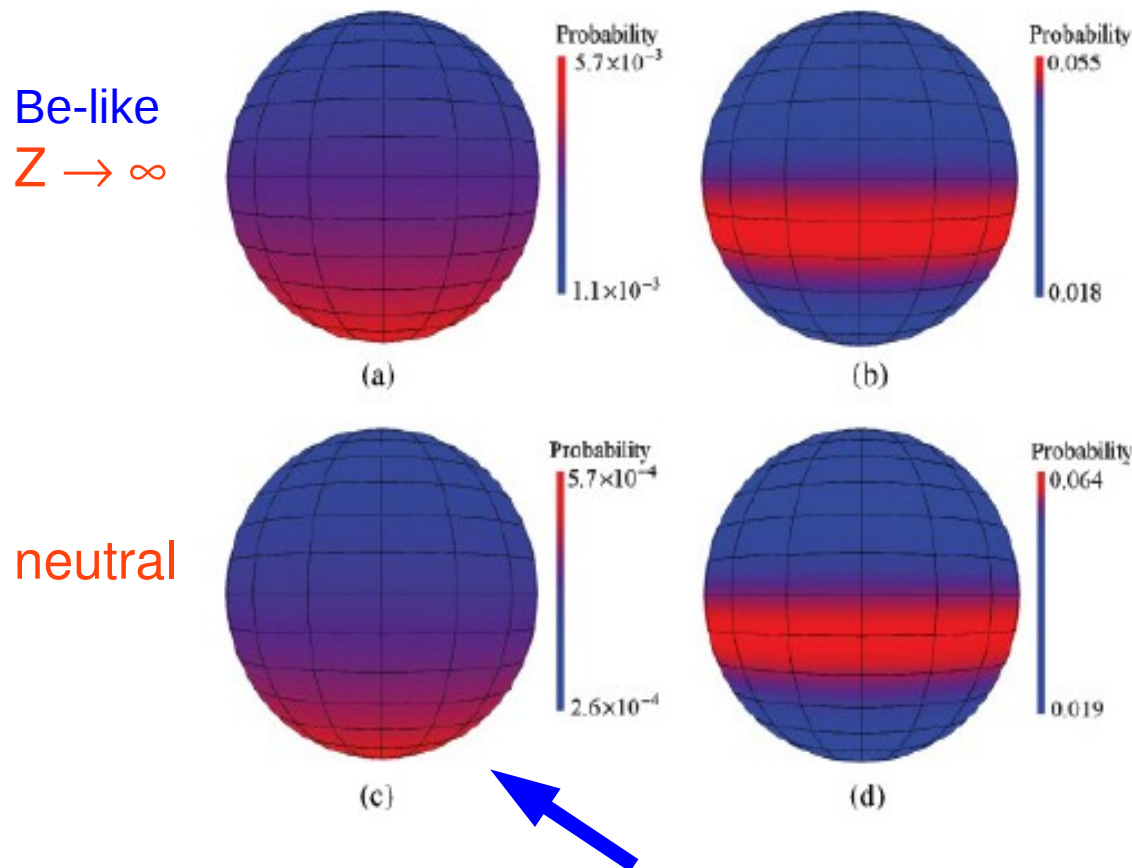 Be-like
Z → ∞
Probability
5.7×10⁻³
1.1×10⁻³
(a)
Probability
0.055
0.018
(b)
neutral
Probability
5.7×10⁻⁴
2.6×10⁻⁴
(c)
Probability
0.064
0.019
(d)